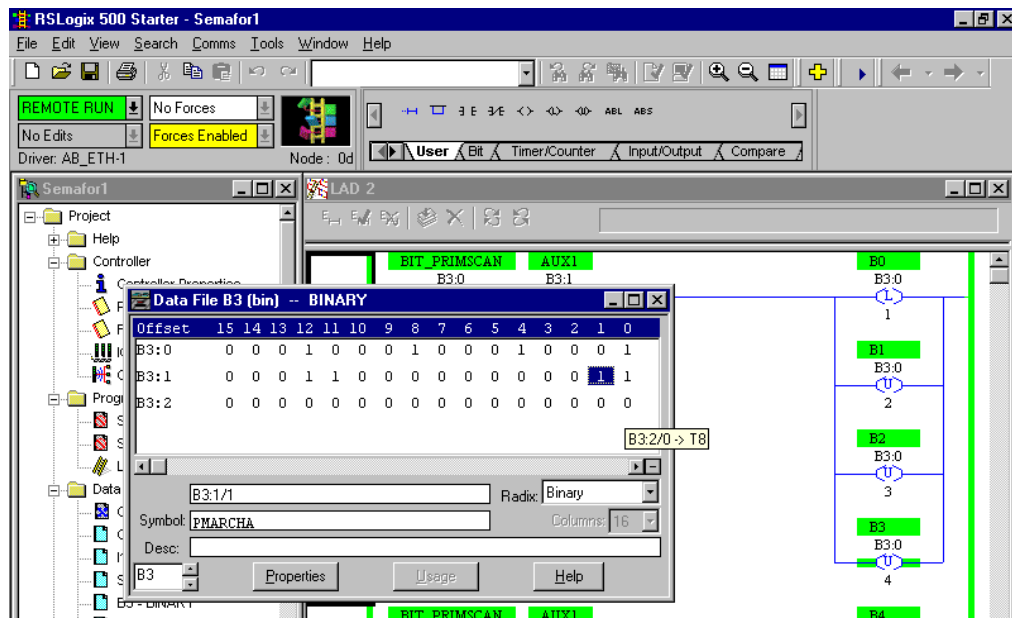 RSLogix 500 Starter - Semafor1
File Edit View Search Comms Tools Window Help
REMOTE RUN No Forces
No Edits Forces Enabled
Driver: AB_ETH-1 Node: 0d
ABL ABS
User Bit Timer/Counter Input/Output Compare
Semafor1
Project
Help
Controller
Controller Properties
Data
LAD 2
BIT_PRIMSCAN AUX1 B0
B3:0 B3:1 B3:0
L
1
B1
B3:0
U
2
B2
B3:0
U
3
B3
B3:0
U
4
BIT_PRIMSCAN AUX1 B4
Data File B3 (bin) -- BINARY
Offset 15 14 13 12 11 10 9 8 7 6 5 4 3 2 1 0
B3:0 0 0 0 1 0 0 0 1 0 0 0 1 0 0 0 1
B3:1 0 0 0 1 1 0 0 0 0 0 0 0 0 0 1 1
B3:2 0 0 0 0 0 0 0 0 0 0 0 0 0 0 0 0
B3:2/0 -> T8
B3:1/1 Radix: Binary
Symbol: PMARCHA Columns: 16
Desc:
B3 Properties Usage Help
B3 - BINARY